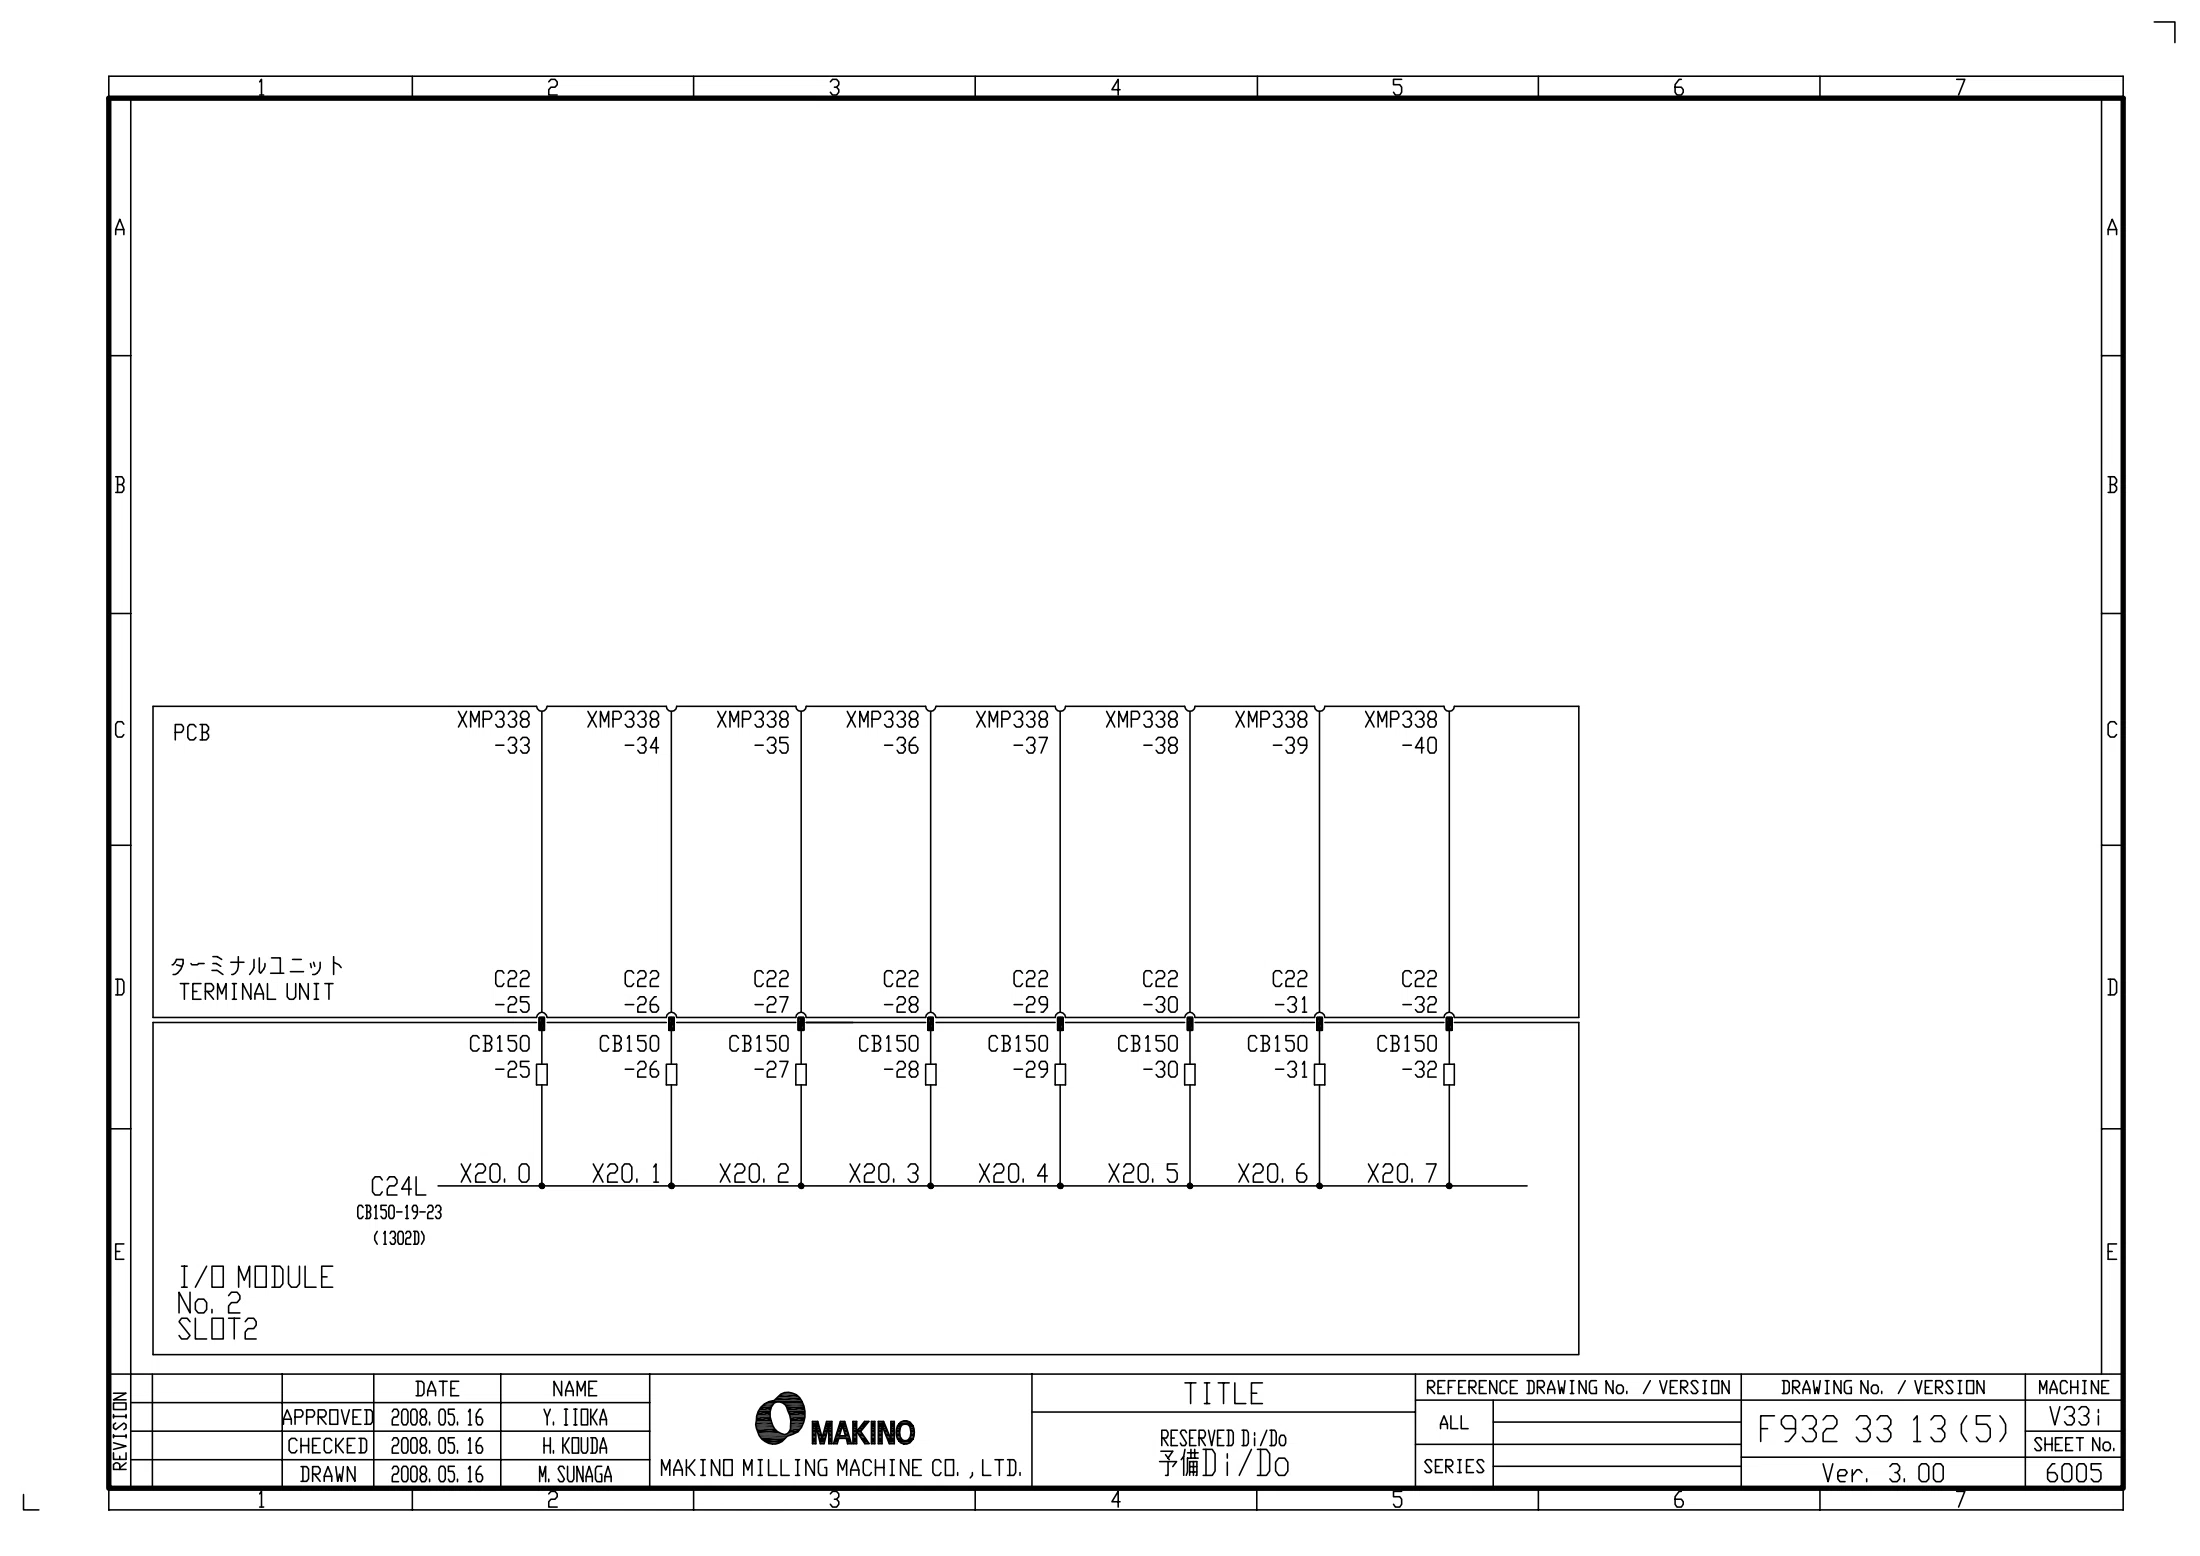 1 2 3 4 5 6 7
A A
B B
C C
PCB
XMP338 XMP338 XMP338 XMP338 XMP338 XMP338 XMP338 XMP338
-33 -34 -35 -36 -37 -38 -39 -40
ターミナルユニット
TERMINAL UNIT
D D
C22 C22 C22 C22 C22 C22 C22 C22
-25 -26 -27 -28 -29 -30 -31 -32
CB150 CB150 CB150 CB150 CB150 CB150 CB150 CB150
-25 -26 -27 -28 -29 -30 -31 -32
X20.0 X20.1 X20.2 X20.3 X20.4 X20.5 X20.6 X20.7
C24L
CB150-19-23
(1302D)
E E
I/O MODULE
No.2
SLOT2
REVISION
DATE NAME
APPROVED 2008.05.16 Y. IIOKA
CHECKED 2008.05.16 H. KOUDA
DRAWN 2008.05.16 M. SUNAGA
MAKINO
MAKINO MILLING MACHINE CO.,LTD.
TITLE
RESERVED Di/Do
予備Di/Do
REFERENCE DRAWING No. / VERSION
ALL
SERIES
DRAWING No. / VERSION
F932 33 13(5)
Ver. 3.00
MACHINE
V33i
SHEET No.
6005
1 2 3 4 5 6 7